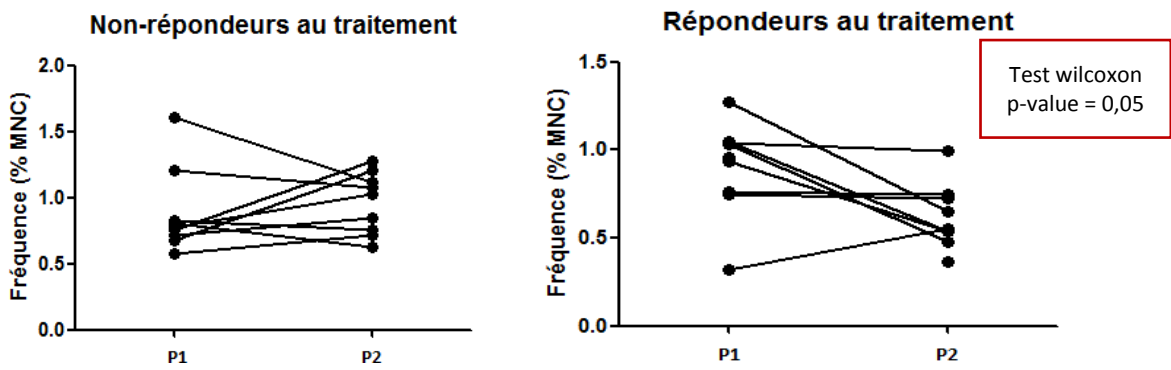 Non-répondeurs au traitement
Fréquence (% MNC)
2.0
1.5
1.0
0.5
0.0
P1 P2
Répondeurs au traitement
Fréquence (% MNC)
1.5
1.0
0.5
0.0
P1 P2
Test wilcoxon
p-value = 0,05